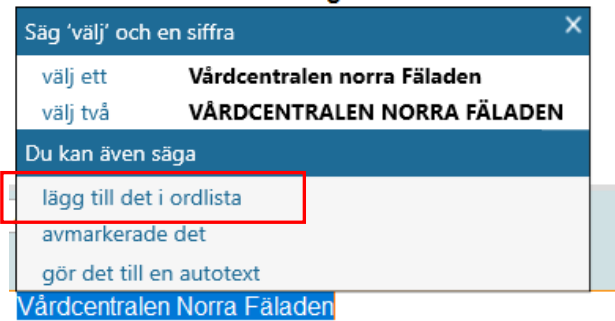 Säg ‘välj’ och en siffra
välj ett Vårdcentralen norra Fäladen
välj två VÅRDCENTRALEN NORRA FÄLADEN
Du kan även säga
lägg till det i ordlista
avmarkerade det
gör det till en autotext
Vårdcentralen Norra Fäladen